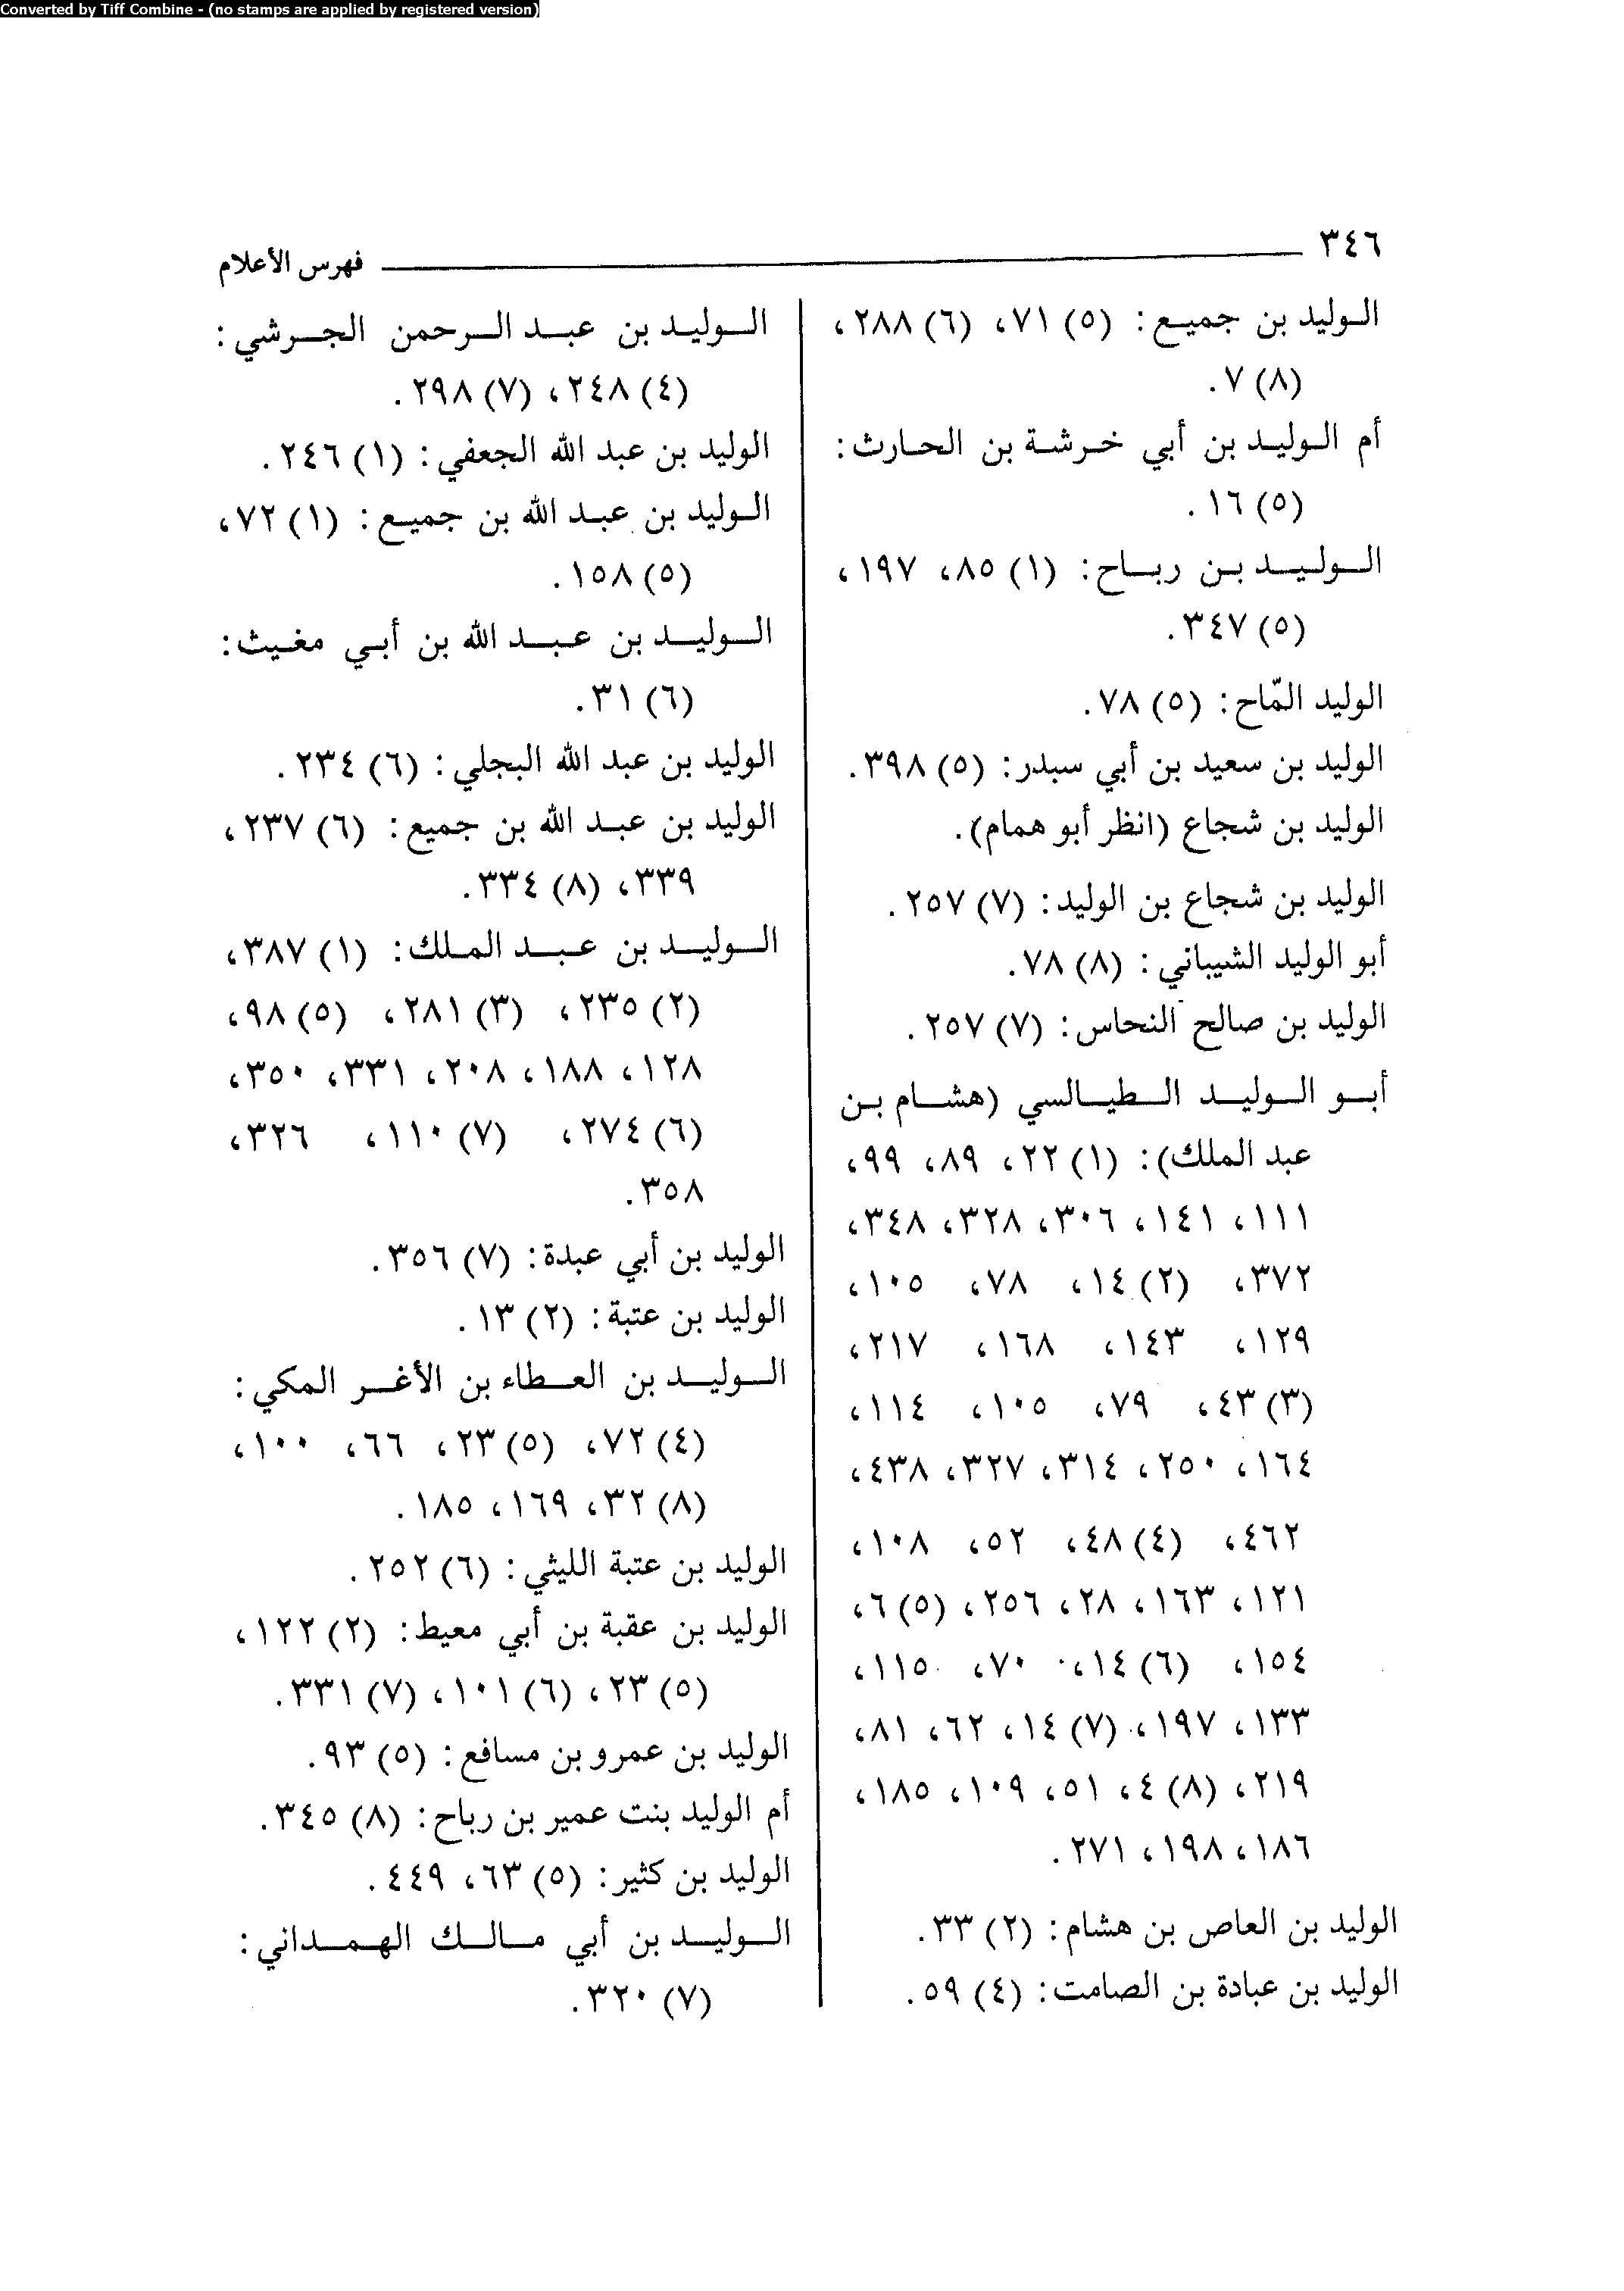 Converted by Tiff Combine - (no stamps are applied by registered version)
٣٤٦
فهرس الأعلام
الوليد بن جميع: (٥) ٧١، (٦) ٢٨٨،
(٨) ٧.
أم الوليد بن أبي خرشة بن الحارث:
(٥) ١٦.
الوليد بن رباح: (١) ٨٥، ١٩٧،
(٥) ٣٤٧.
الوليد المّاح: (٥) ٧٨.
الوليد بن سعيد بن أبي سبدر: (٥) ٣٩٨.
الوليد بن شجاع (انظر أبو همام).
الوليد بن شجاع بن الوليد: (٧) ٢٥٧.
أبو الوليد الشيباني: (٨) ٧٨.
الوليد بن صالح النحاس: (٧) ٢٥٧.
أبو الوليد الطيالسي (هشام بن
عبد الملك): (١) ٢٢، ٨٩، ٩٩،
١١١، ١٤١، ٣٠٦، ٣٢٨، ٣٤٨،
٣٧٢، (٢) ١٤، ٧٨، ١٠٥،
١٢٩، ١٤٣، ١٦٨، ٢١٧،
(٣) ٤٣، ٧٩، ١٠٥، ١١٤،
١٦٤، ٢٥٠، ٣١٤، ٣٢٧، ٤٣٨،
٤٦٢، (٤) ٤٨، ٥٢، ١٠٨،
١٢١، ١٦٣، ٢٨، ٢٥٦، (٥) ٦،
١٥٤، (٦) ١٤، ٧٠، ١١٥،
١٣٣، ١٩٧، (٧) ١٤، ٦٢، ٨١،
٢١٩، (٨) ٤، ٥١، ١٠٩، ١٨٥،
١٨٦، ١٩٨، ٢٧١.
الوليد بن العاص بن هشام: (٢) ٣٣.
الوليد بن عبادة بن الصامت: (٤) ٥٩.
الوليد بن عبد الرحمن الجرشي:
(٤) ٢٤٨، (٧) ٢٩٨.
الوليد بن عبد الله الجعفي: (١) ٢٤٦.
الوليد بن عبد الله بن جميع: (١) ٧٢،
(٥) ١٥٨.
الوليد بن عبد الله بن أبي مغيث:
(٦) ٣١.
الوليد بن عبد الله البجلي: (٦) ٢٣٤.
الوليد بن عبد الله بن جميع: (٦) ٢٣٧،
٣٣٩، (٨) ٣٣٤.
الوليد بن عبد الملك: (١) ٣٨٧،
(٢) ٢٣٥، (٣) ٢٨١، (٥) ٩٨،
١٢٨، ١٨٨، ٢٠٨، ٣٣١، ٣٥٠،
(٦) ٢٧٤، (٧) ١١٠، ٣٢٦،
٣٥٨.
الوليد بن أبي عبدة: (٧) ٣٥٦.
الوليد بن عتبة: (٢) ١٣.
الوليد بن العطاء بن الأغر المكي:
(٤) ٧٢، (٥) ٢٣، ٦٦، ١٠٠،
(٨) ٣٢، ١٦٩، ١٨٥.
الوليد بن عتبة الليثي: (٦) ٢٥٢.
الوليد بن عقبة بن أبي معيط: (٢) ١٢٢،
(٥) ٢٣، (٦) ١٠١، (٧) ٣٣١.
الوليد بن عمرو بن مسافع: (٥) ٩٣.
أم الوليد بنت عمير بن رباح: (٨) ٣٤٥.
الوليد بن كثير: (٥) ٦٣، ٤٤٩.
الوليد بن أبي مالك الهمداني:
(٧) ٣٢٠.